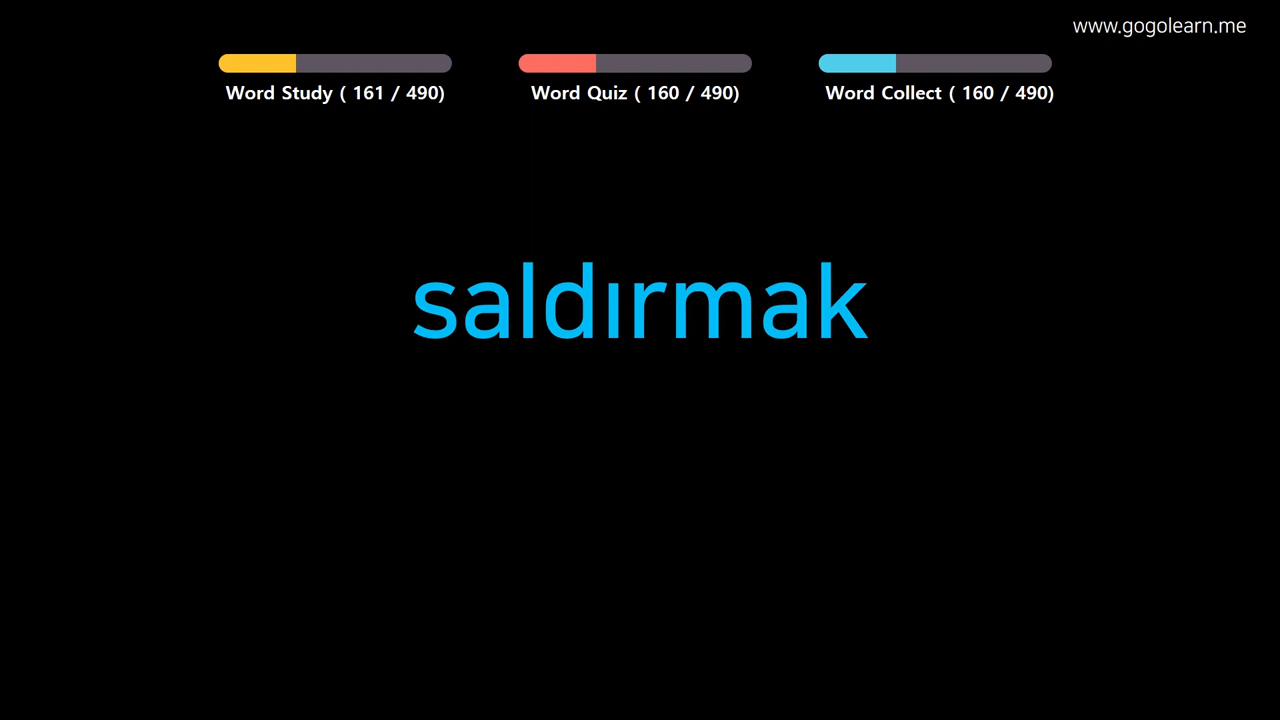 www.gogolearn.me
Word Study ( 161 / 490)
Word Quiz ( 160 / 490)
Word Collect ( 160 / 490)
saldırmak